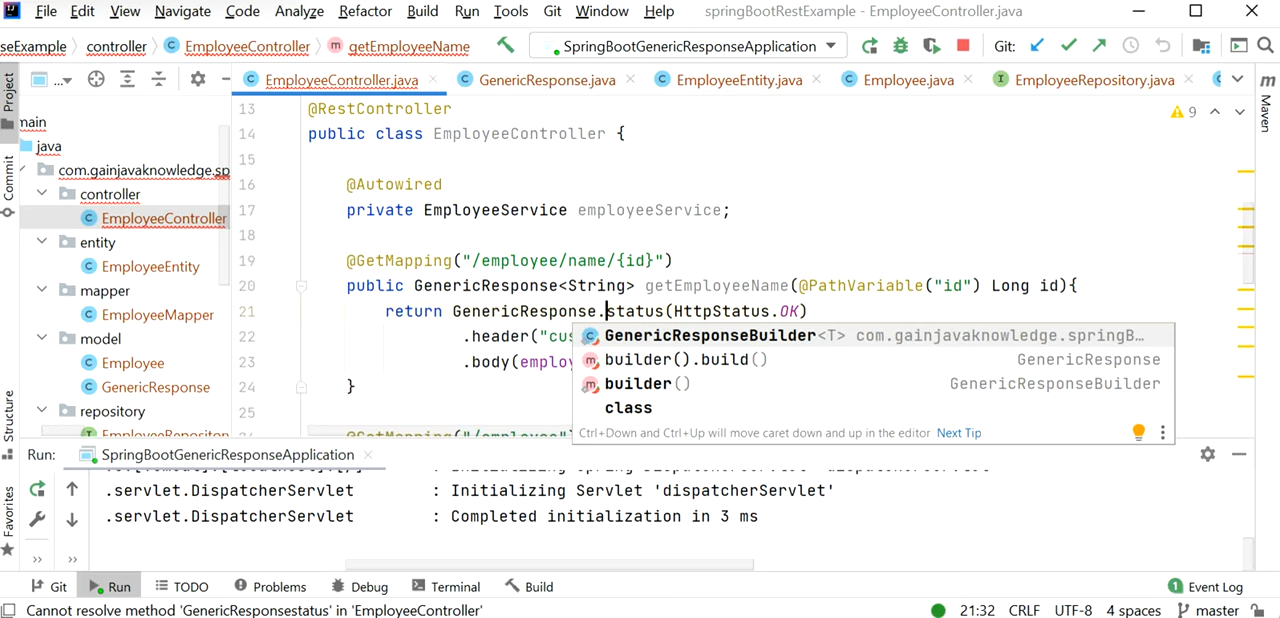 File Edit View Navigate Code Analyze Refactor Build Run Tools Git Window Help springBootRestExample - EmployeeController.java
seExample controller EmployeeController getEmployeeName SpringBootGenericResponseApplication Git:
... EmployeeController.java GenericResponse.java EmployeeEntity.java Employee.java EmployeeRepository.java
Project
Commit
Structure
Favorites
Maven
main
java
com.gainjavaknowledge.sp
controller
EmployeeController
entity
EmployeeEntity
mapper
EmployeeMapper
model
Employee
GenericResponse
repository
9
13 @RestController
14 public class EmployeeController {
15
16 @Autowired
17 private EmployeeService employeeService;
18
19 @GetMapping("/employee/name/{id}")
20 public GenericResponse<String> getEmployeeName(@PathVariable("id") Long id){
21 return GenericResponse.status(HttpStatus.OK)
22 .header("cus
23 .body(employ
24 }
25
GenericResponseBuilder<T> com.gainjavaknowledge.springB...
builder().build() GenericResponse
builder() GenericResponseBuilder
class
Ctrl+Down and Ctrl+Up will move caret down and up in the editor Next Tip
Run: SpringBootGenericResponseApplication
.servlet.DispatcherServlet : Initializing Servlet 'dispatcherServlet'
.servlet.DispatcherServlet : Completed initialization in 3 ms
Git Run TODO Problems Debug Terminal Build 1 Event Log
Cannot resolve method 'GenericResponsestatus' in 'EmployeeController' 21:32 CRLF UTF-8 4 spaces master